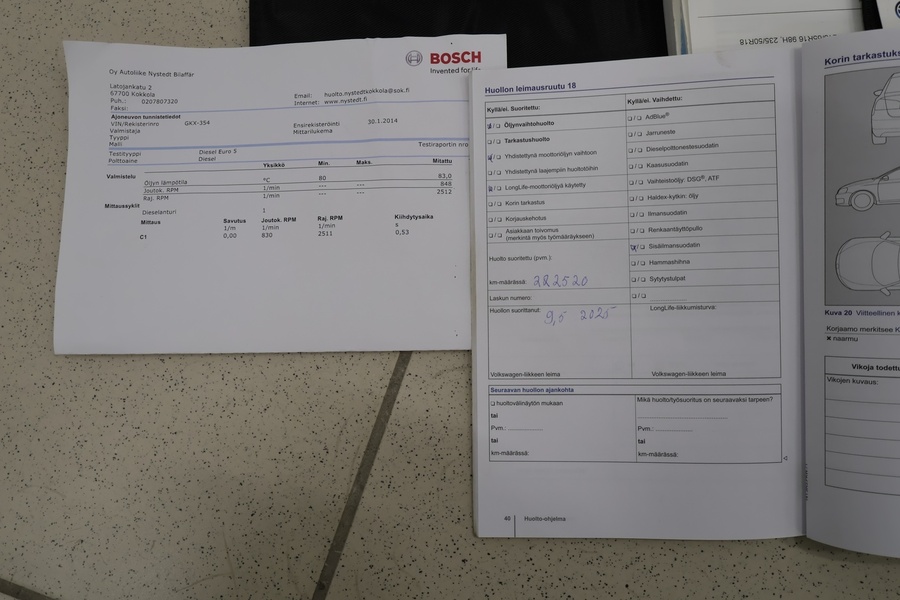 BOSCH
Invented for life
Oy Autoliike Nystedt Bilaffär
Latojankatu 2
67700 Kokkola
Puh.: 0207807320
Faksi:
Email: huolto.nystedtkokkola@sok.fi
Internet: www.nystedt.fi
Ajoneuvon tunnistetiedot
VIN/Rekisterinro GKX-354
Valmistaja
Tyyppi
Malli
Ensirekisteröinti 30.1.2014
Mittarilukema
Testiraportin nro
Testityyppi Diesel Euro 5
Polttoaine Diesel
Yksikkö Min. Maks. Mitattu
Valmistelu
Öljyn lämpötila °C 80 83,0
Joutok. RPM 1/min --- --- 848
Raj. RPM 1/min --- --- 2512
Mittaussykli
Dieselanturi 1
Mittaus Savutus Joutok. RPM Raj. RPM Kiihdytysaika
1/m 1/min 1/min s
C1 0,00 830 2511 0,53
Huollon leimausruutu 18
Kyllä/ei. Suoritettu:
Öljynvaihtohuolto
Tarkastushuolto
Yhdistettynä moottoriöljyn vaihtoon
Yhdistettynä laajempiin huoltotöihin
LongLife-moottoriöljyä käytetty
Korin tarkastus
Korjauskehotus
Asiakkaan toivomus
(merkintä myös työmääräykseen)
Huolto suoritettu (pvm.):
km-määrässä: 282520
Laskun numero:
Huollon suorittanut: 9,5 2025
Volkswagen-liikkeen leima
Kyllä/ei. Vaihdettu:
AdBlue®
Jarruneste
Dieselpolttonestesuodatin
Kaasusuodatin
Vaihteistoöljy: DSG®, ATF
Haldex-kytkin: öljy
Ilmansuodatin
Renkaantäyttöpullo
Sisäilmansuodatin
Hammashihna
Sytytystulpat
LongLife-liikkumisturva:
Volkswagen-liikkeen leima
Seuraavan huollon ajankohta
huoltovälinäytön mukaan
tai
Pvm.:
tai
km-määrässä:
Mikä huolto/työsuoritus on seuraavaksi tarpeen?
Pvm.:
tai
km-määrässä:
40 Huolto-ohjelma
Korin tarkastuks
Kuva 20 Viitteellinen k
Korjaamo merkitsee K
naarmu
Vikoja todettu
Vikojen kuvaus: